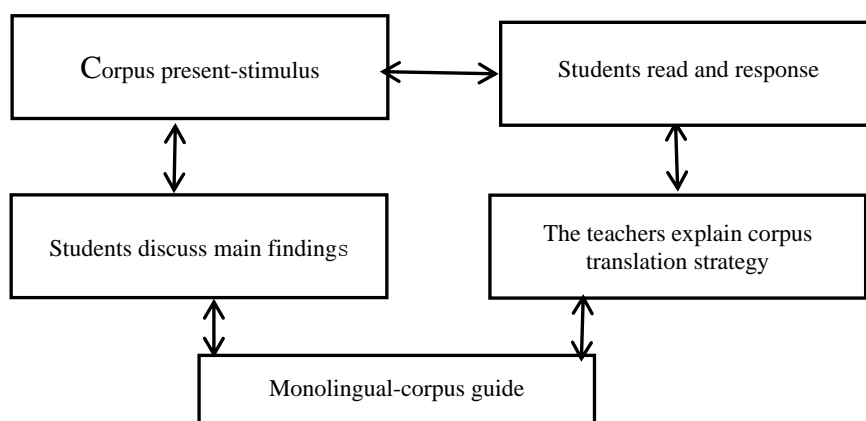 Corpus present-stimulus
Students read and response
Students discuss main findings
The teachers explain corpus
translation strategy
Monolingual-corpus guide